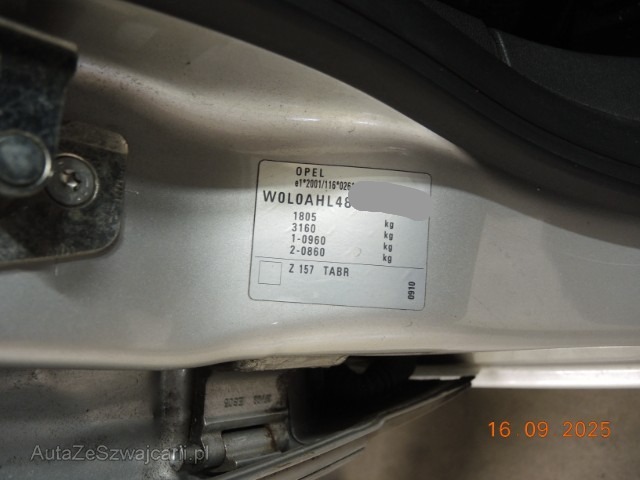 OPEL
e1*2001/116*026
W0L0AHL48
1805 kg
3160 kg
1-0960 kg
2-0860 kg
Z 157 TABR
0910
16 09 2025
AutaZeSzwajcarii.pl